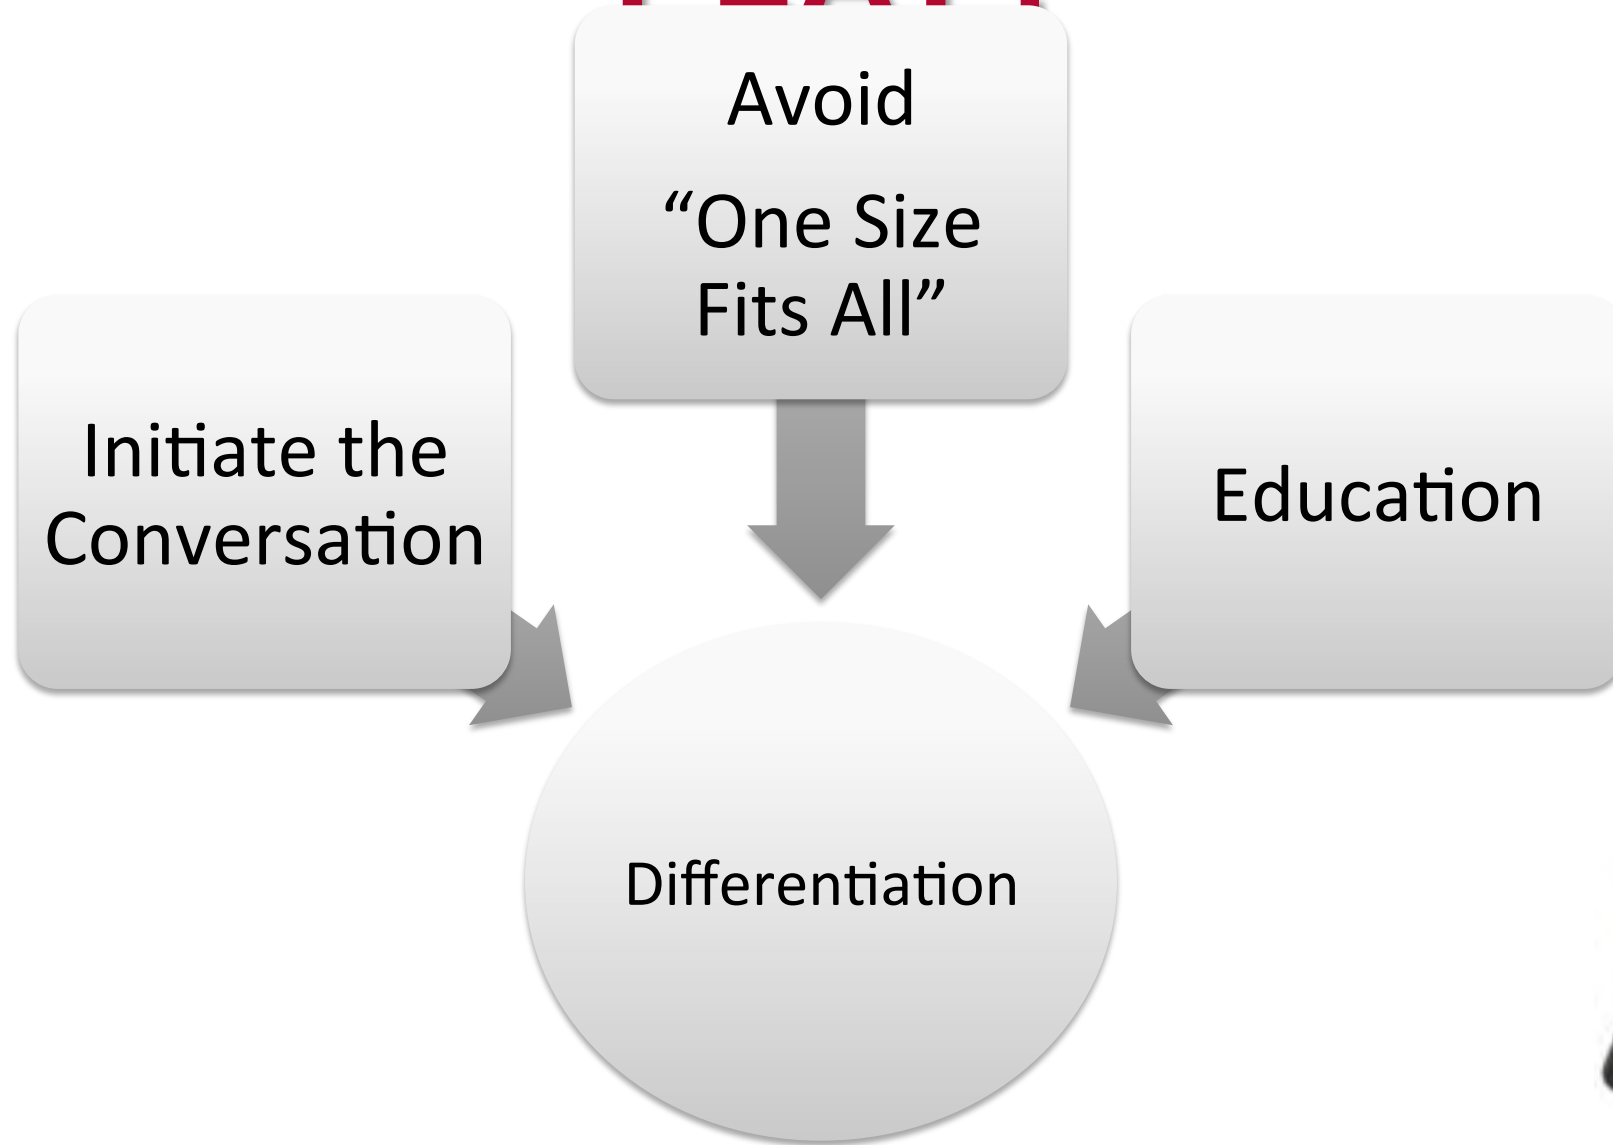 Avoid
“One Size
Fits All”
Initiate the
Conversation
Education
Differentiation